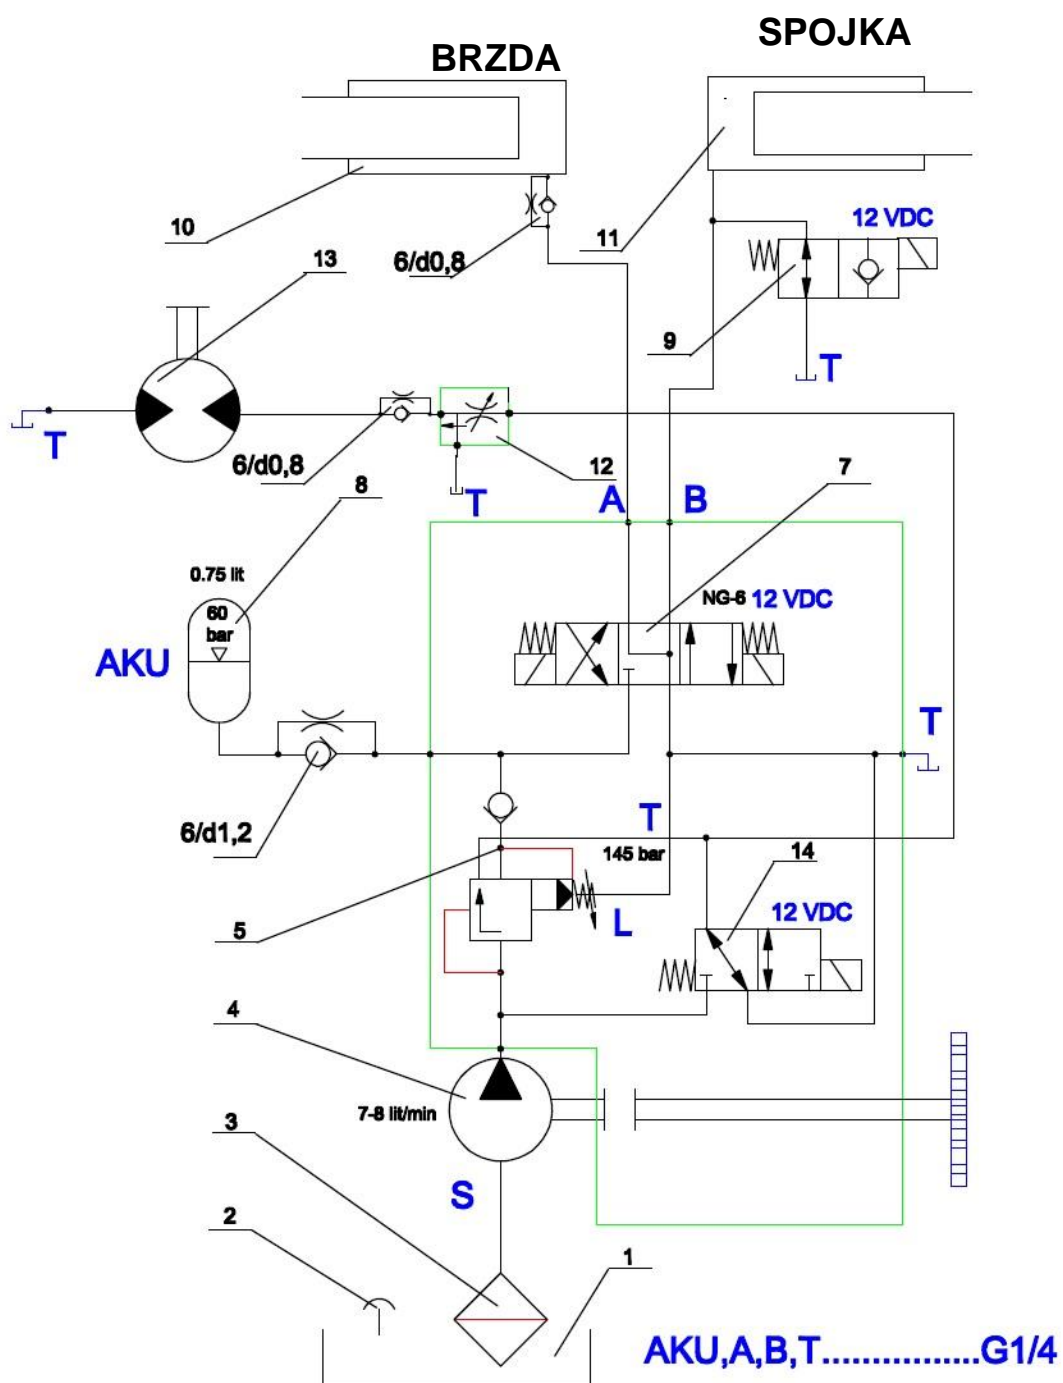 SPOJKA
BRZDA
10
11
12 VDC
6/d0,8
13
9
T
T
6/d0,8
12
7
8
T
A
B
0.75 lit
60
bar
NG-6 12 VDC
AKU
T
6/d1,2
T
145 bar
14
5
L
12 VDC
4
7-8 lit/min
3
S
2
1
AKU,A,B,T................G1/4